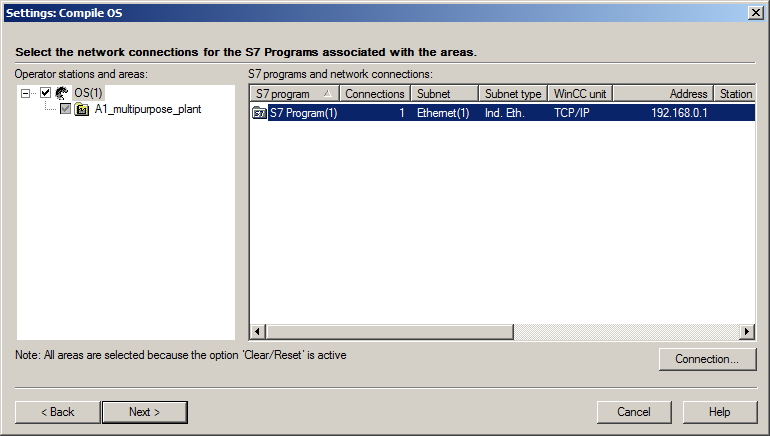 Settings: Compile OS
Select the network connections for the S7 Programs associated with the areas.
Operator stations and areas:
S7 programs and network connections:
OS(1)
A1_multipurpose_plant
S7 program Connections Subnet Subnet type WinCC unit Address Station
S7 Program(1) 1 Ethernet(1) Ind. Eth. TCP/IP 192.168.0.1
Note: All areas are selected because the option 'Clear/Reset' is active
Connection...
< Back Next > Cancel Help